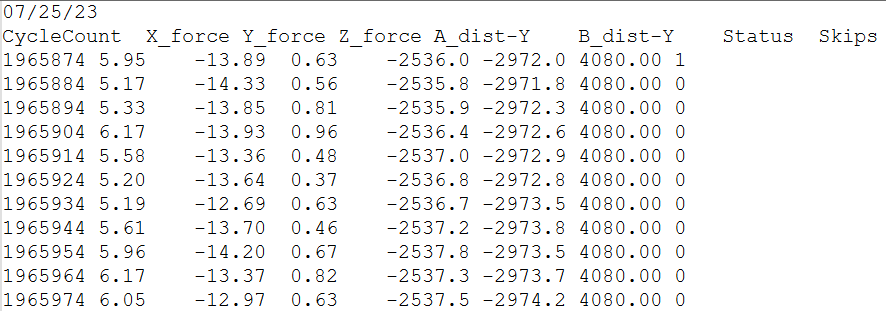 07/25/23
CycleCount  X_force Y_force Z_force A_dist-Y    B_dist-Y    Status  Skips
1965874 5.95    -13.89  0.63    -2536.0 -2972.0 4080.00 1
1965884 5.17    -14.33  0.56    -2535.8 -2971.8 4080.00 0
1965894 5.33    -13.85  0.81    -2535.9 -2972.3 4080.00 0
1965904 6.17    -13.93  0.96    -2536.4 -2972.6 4080.00 0
1965914 5.58    -13.36  0.48    -2537.0 -2972.9 4080.00 0
1965924 5.20    -13.64  0.37    -2536.8 -2972.8 4080.00 0
1965934 5.19    -12.69  0.63    -2536.7 -2973.5 4080.00 0
1965944 5.61    -13.70  0.46    -2537.2 -2973.8 4080.00 0
1965954 5.96    -14.20  0.67    -2537.8 -2973.5 4080.00 0
1965964 6.17    -13.37  0.82    -2537.3 -2973.7 4080.00 0
1965974 6.05    -12.97  0.63    -2537.5 -2974.2 4080.00 0